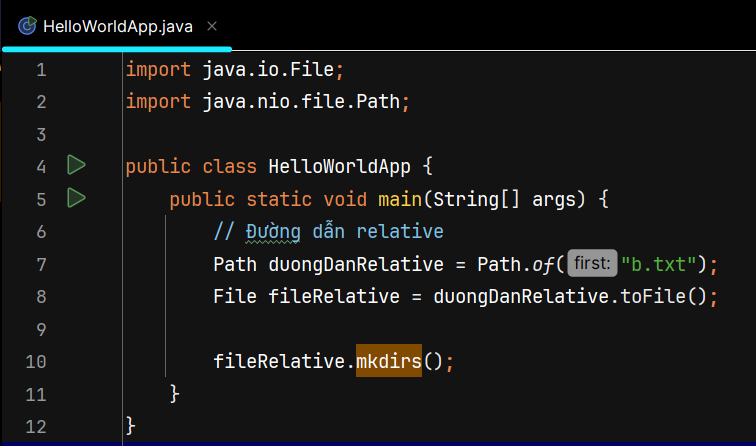 HelloWorldApp.java
1 import java.io.File;
2 import java.nio.file.Path;
3
4 public class HelloWorldApp {
5 public static void main(String[] args) {
6 // Đường dẫn relative
7 Path duongDanRelative = Path.of( first: "b.txt");
8 File fileRelative = duongDanRelative.toFile();
9
10 fileRelative.mkdirs();
11 }
12 }